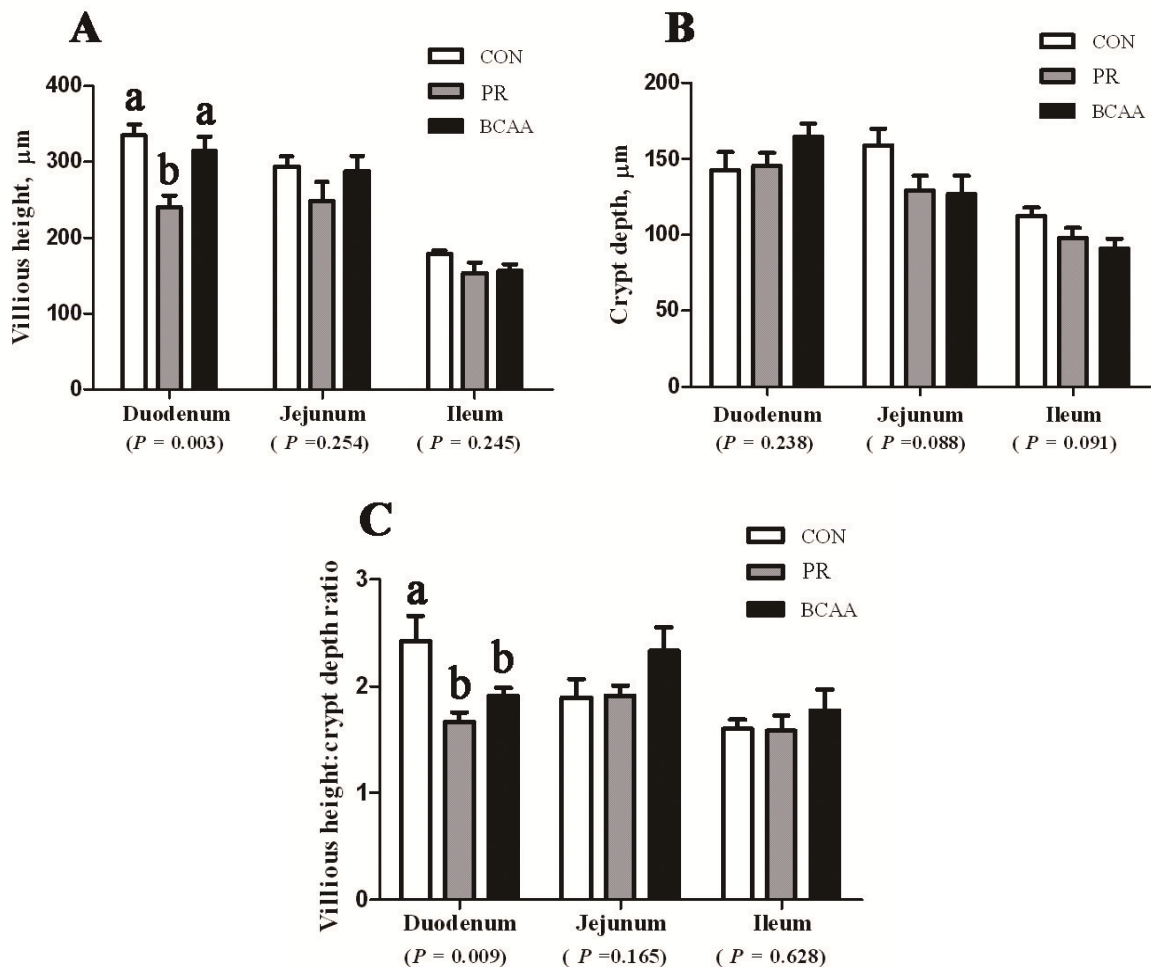 A
CON
PR
BCAA
Villious height, µm
400
300
200
100
0
a
b
a
Duodenum Jejunum Ileum
(P = 0.003) ( P =0.254) ( P = 0.245)
B
CON
PR
BCAA
Crypt depth, µm
200
150
100
50
0
Duodenum Jejunum Ileum
(P = 0.238) ( P =0.088) ( P = 0.091)
C
CON
PR
BCAA
Villious height:crypt depth ratio
3
2
1
0
a
b
b
Duodenum Jejunum Ileum
(P = 0.009) ( P =0.165) ( P = 0.628)